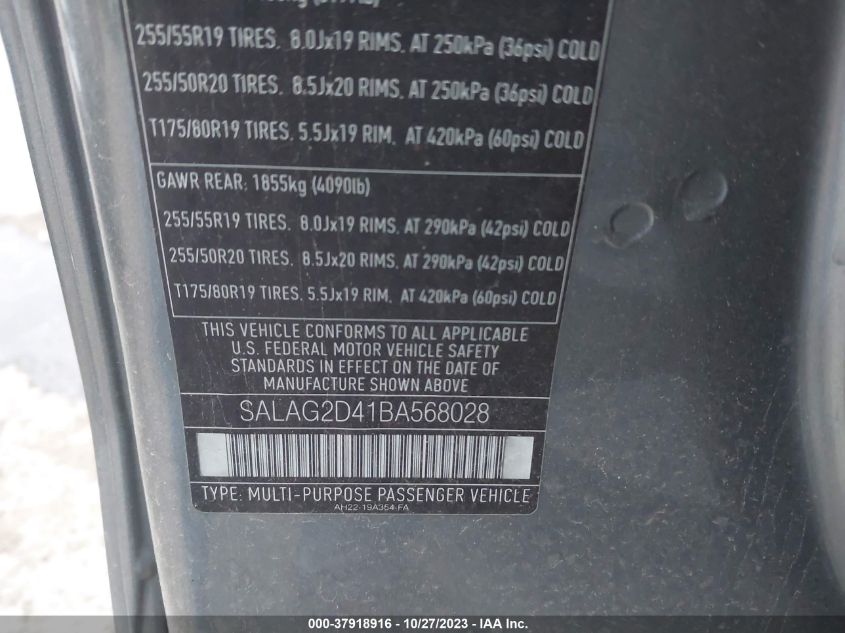 255/55R19 TIRES. 8.0Jx19 RIMS. AT 250kPa (36psi) COLD
255/50R20 TIRES. 8.5Jx20 RIMS. AT 250kPa (36psi) COLD
T175/80R19 TIRES. 5.5Jx19 RIM. AT 420kPa (60psi) COLD
GAWR REAR: 1855kg (4090lb)
255/55R19 TIRES. 8.0Jx19 RIMS. AT 290kPa (42psi) COLD
255/50R20 TIRES. 8.5Jx20 RIMS. AT 290kPa (42psi) COLD
T175/80R19 TIRES. 5.5Jx19 RIM. AT 420kPa (60psi) COLD
THIS VEHICLE CONFORMS TO ALL APPLICABLE
U.S. FEDERAL MOTOR VEHICLE SAFETY
STANDARDS IN EFFECT ON THE DATE OF
MANUFACTURE SHOWN ABOVE
SALAG2D41BA568028
TYPE: MULTI-PURPOSE PASSENGER VEHICLE
AH22-19A354-FA
000-37918916 - 10/27/2023 - IAA Inc.